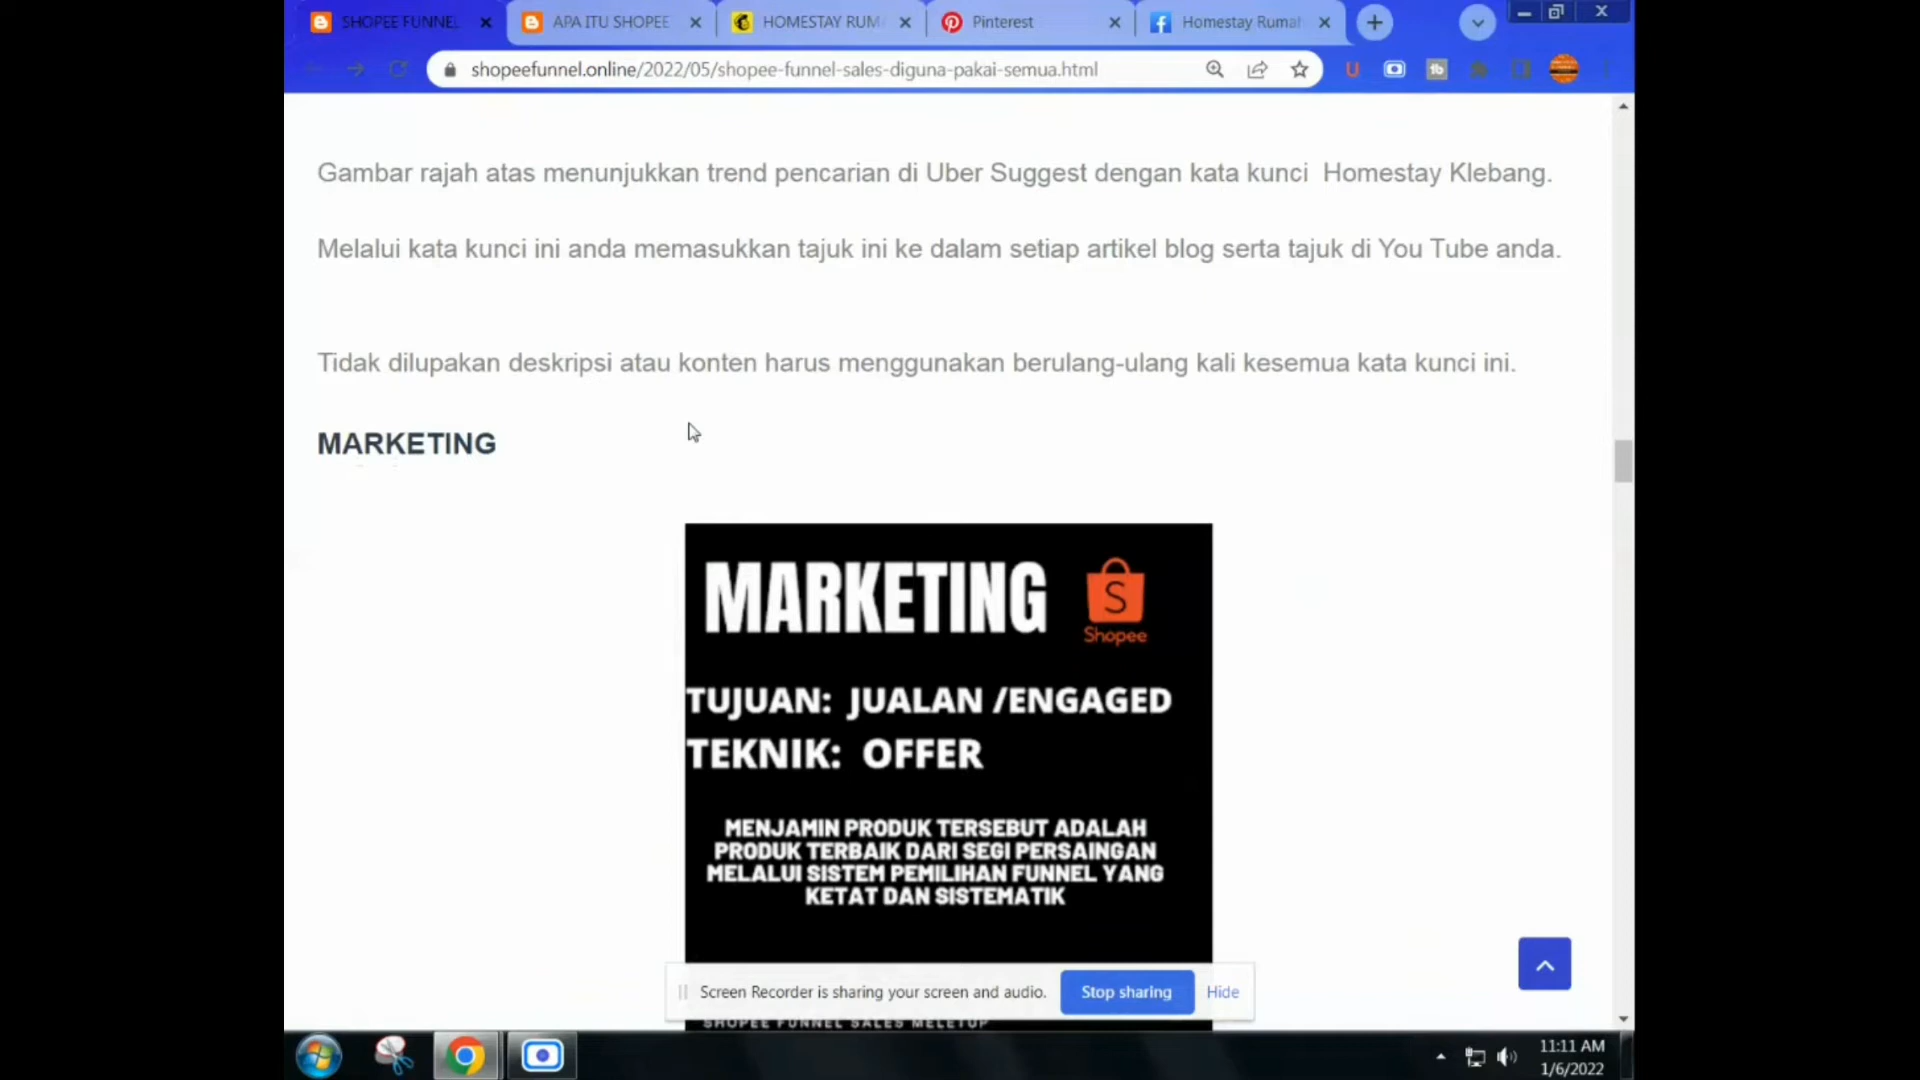 SHOPEE FUNNEL
APA ITU SHOPEE
HOMESTAY RUM
Pinterest
Homestay Rumah
shopeefunnel.online/2022/05/shopee-funnel-sales-diguna-pakai-semua.html
Gambar rajah atas menunjukkan trend pencarian di Uber Suggest dengan kata kunci Homestay Klebang.
Melalui kata kunci ini anda memasukkan tajuk ini ke dalam setiap artikel blog serta tajuk di You Tube anda.
Tidak dilupakan deskripsi atau konten harus menggunakan berulang-ulang kali kesemua kata kunci ini.
MARKETING
MARKETING
S
Shopee
TUJUAN: JUALAN /ENGAGED
TEKNIK: OFFER
MENJAMIN PRODUK TERSEBUT ADALAH
PRODUK TERBAIK DARI SEGI PERSAINGAN
MELALUI SISTEM PEMILIHAN FUNNEL YANG
KETAT DAN SISTEMATIK
Screen Recorder is sharing your screen and audio.
Stop sharing
Hide
SHOPEE FUNNEL SALES MELETUP
11:11 AM
1/6/2022